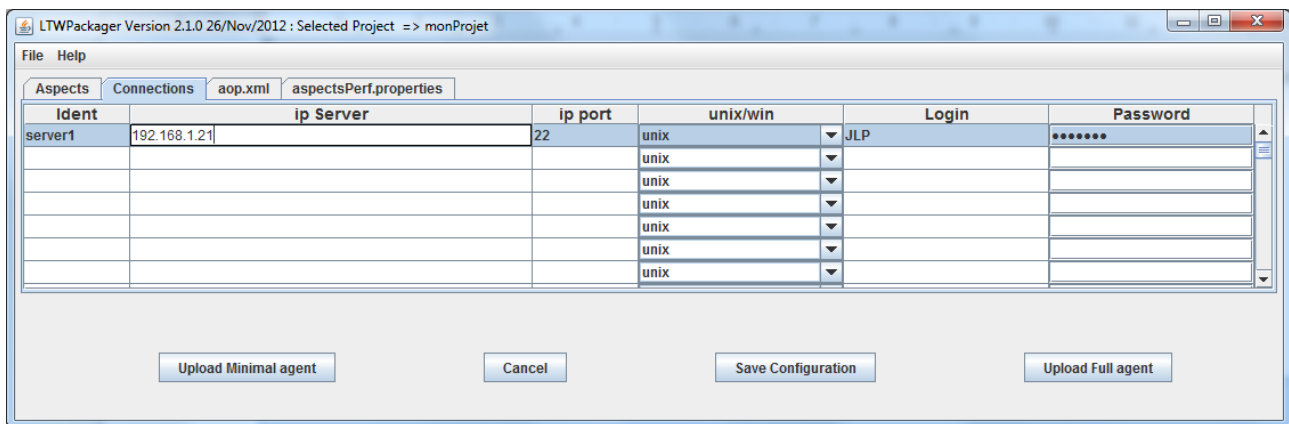 LTWPackager Version 2.1.0 26/Nov/2012 : Selected Project => monProjet
File Help
Aspects Connections aop.xml aspectsPerf.properties
Ident ip Server ip port unix/win Login Password
server1 192.168.1.21 22 unix JLP •••••••
unix
unix
unix
unix
unix
unix
Upload Minimal agent Cancel Save Configuration Upload Full agent